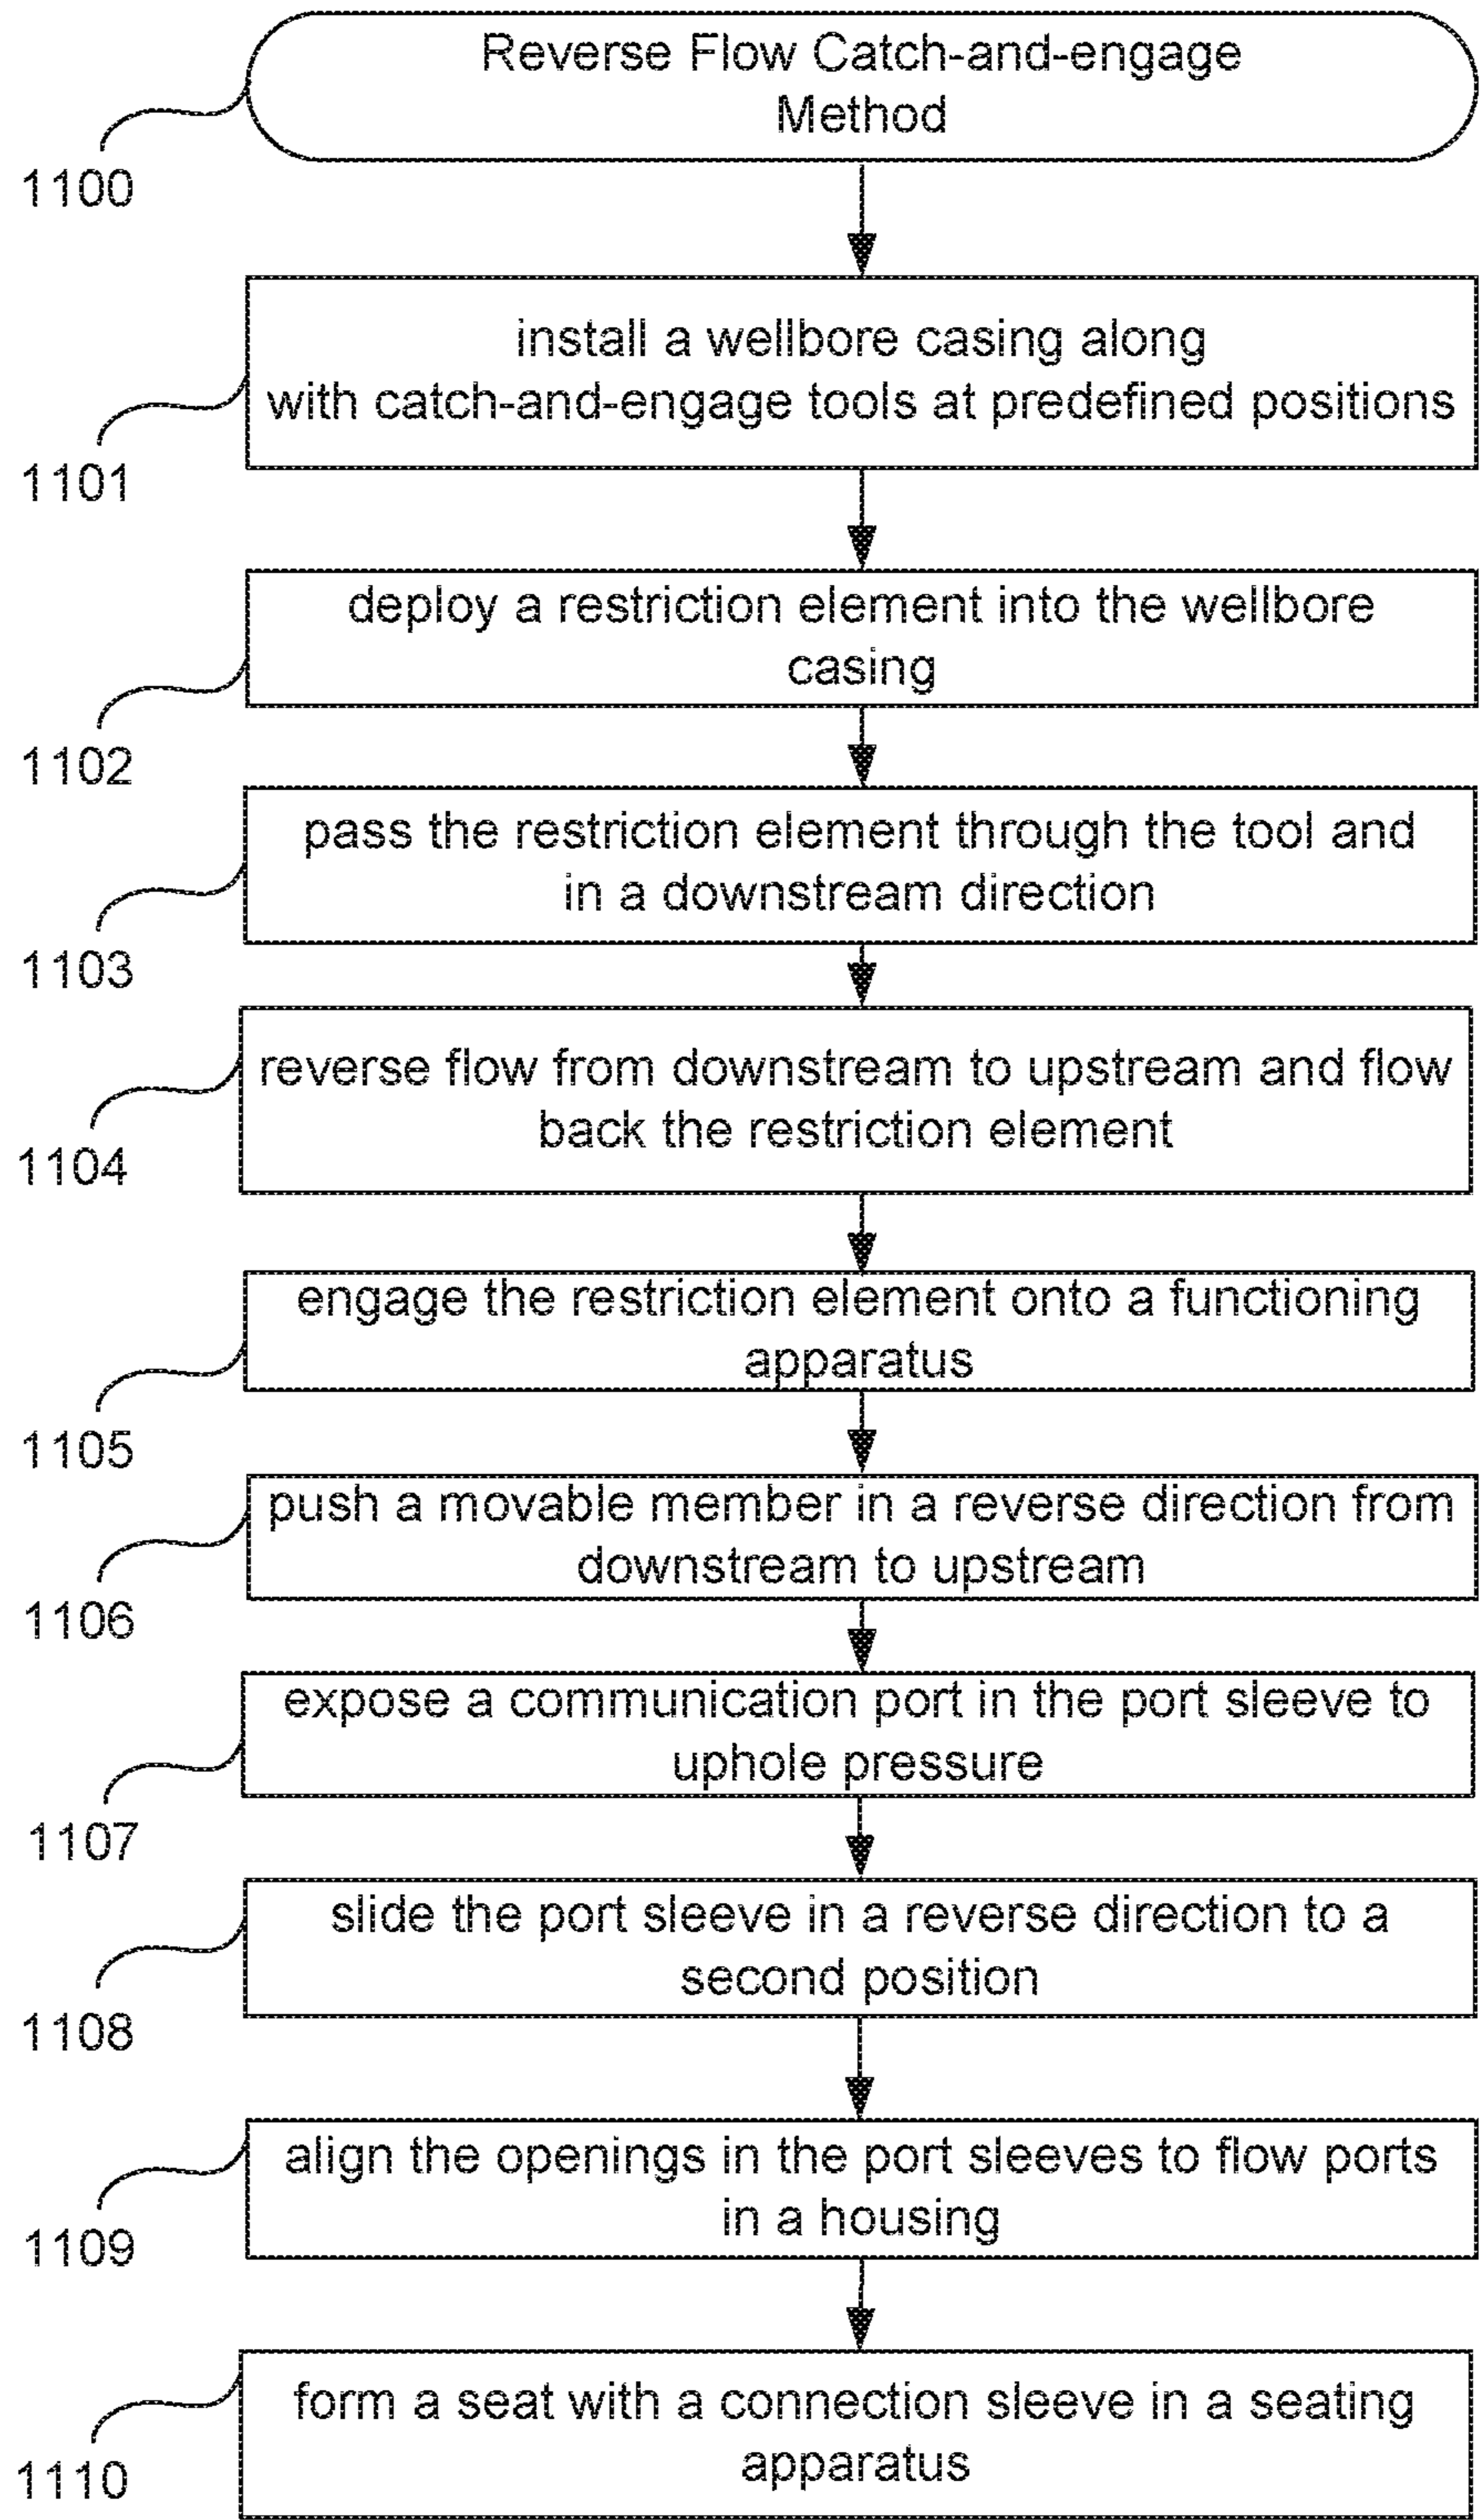 Reverse Flow Catch-and-engage
Method
1100
install a wellbore casing along
with catch-and-engage tools at predefined positions
1101
deploy a restriction element into the wellbore
casing
1102
pass the restriction element through the tool and
in a downstream direction
1103
reverse flow from downstream to upstream and flow
back the restriction element
1104
engage the restriction element onto a functioning
apparatus
1105
push a movable member in a reverse direction from
downstream to upstream
1106
expose a communication port in the port sleeve to
uphole pressure
1107
slide the port sleeve in a reverse direction to a
second position
1108
align the openings in the port sleeves to flow ports
in a housing
1109
form a seat with a connection sleeve in a seating
apparatus
1110